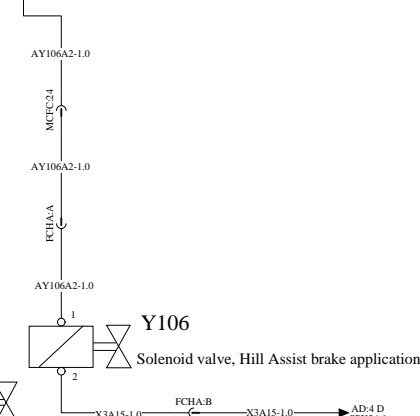 AY106A2-1.0
MCFC:24
AY106A2-1.0
FCHA:A
AY106A2-1.0
1
Y106
Solenoid valve, Hill Assist brake application
2
FCHA:B
X3A15-1.0
X3A15-1.0
AD:4 D